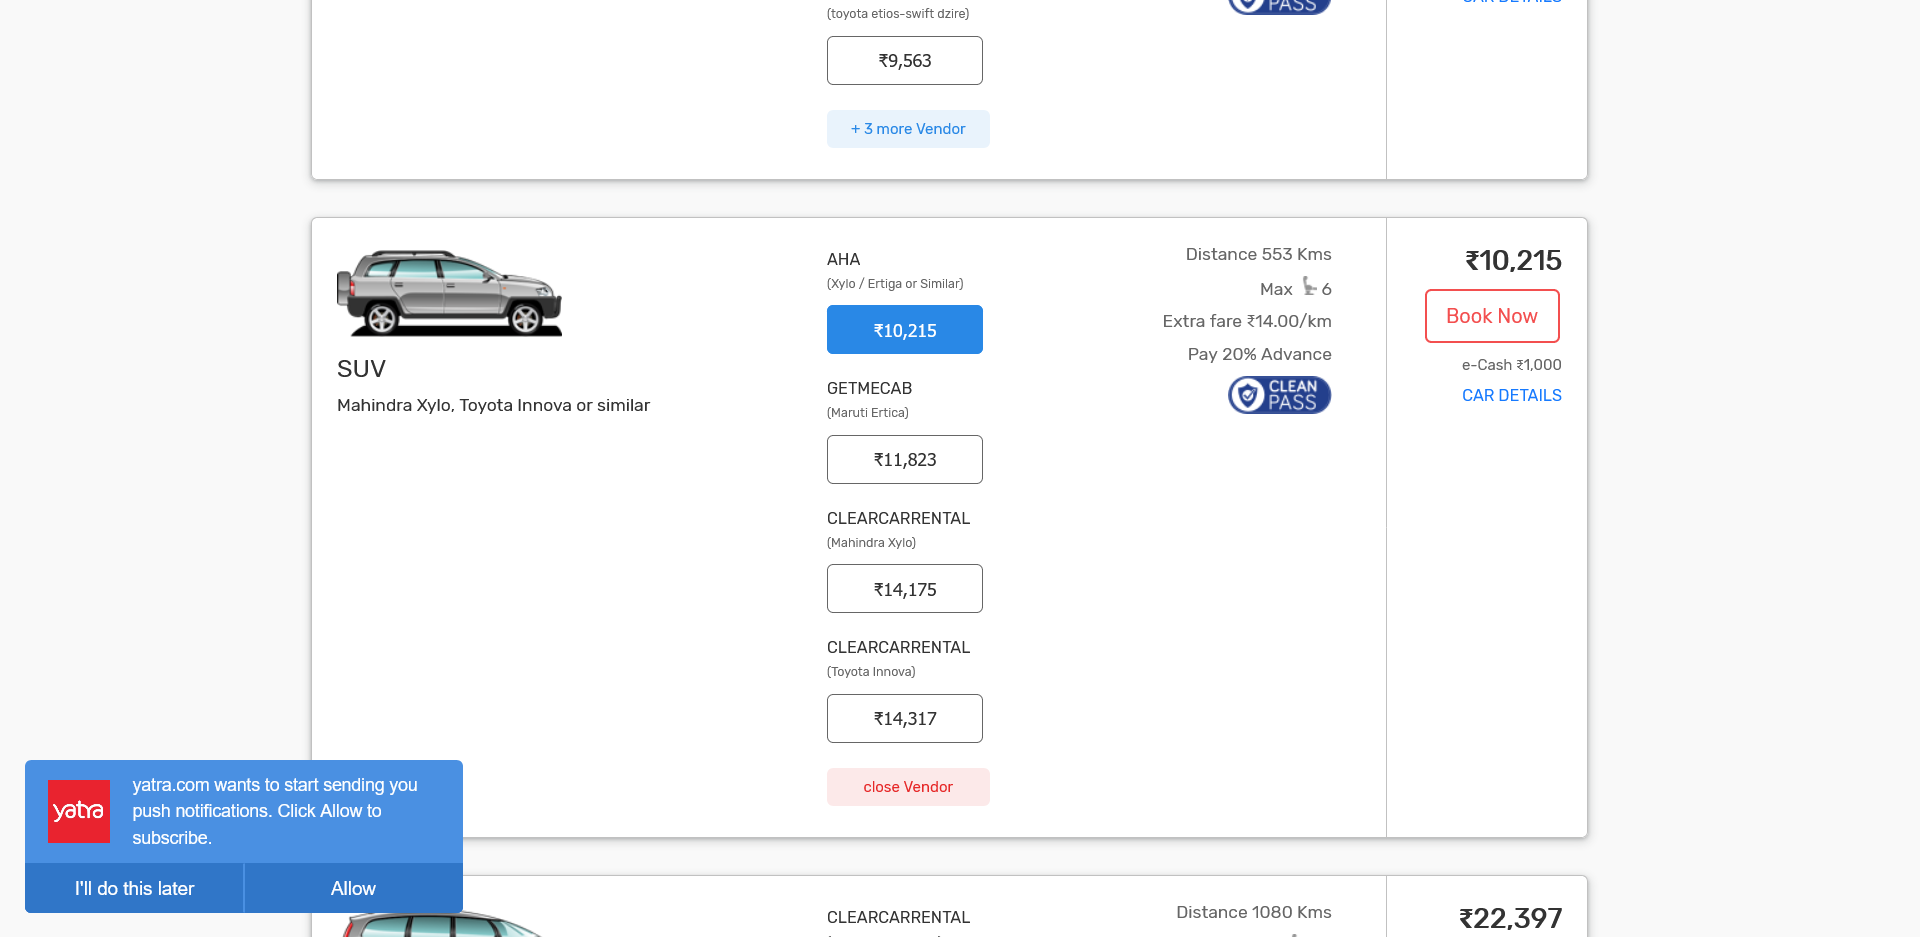 (toyota etios-swift dzire)
PASS
CAR DETAILS
₹9,563
+ 3 more Vendor
SUV
Mahindra Xylo, Toyota Innova or similar
AHA
(Xylo / Ertiga or Similar)
₹10,215
GETMECAB
(Maruti Ertica)
₹11,823
CLEARCARRENTAL
(Mahindra Xylo)
₹14,175
CLEARCARRENTAL
(Toyota Innova)
₹14,317
close Vendor
Distance 553 Kms
Max 6
Extra fare ₹14.00/km
Pay 20% Advance
CLEAN
PASS
₹10,215
Book Now
e-Cash ₹1,000
CAR DETAILS
yatra
yatra.com wants to start sending you
push notifications. Click Allow to
subscribe.
I'll do this later
Allow
CLEARCARRENTAL
Distance 1080 Kms
₹22,397